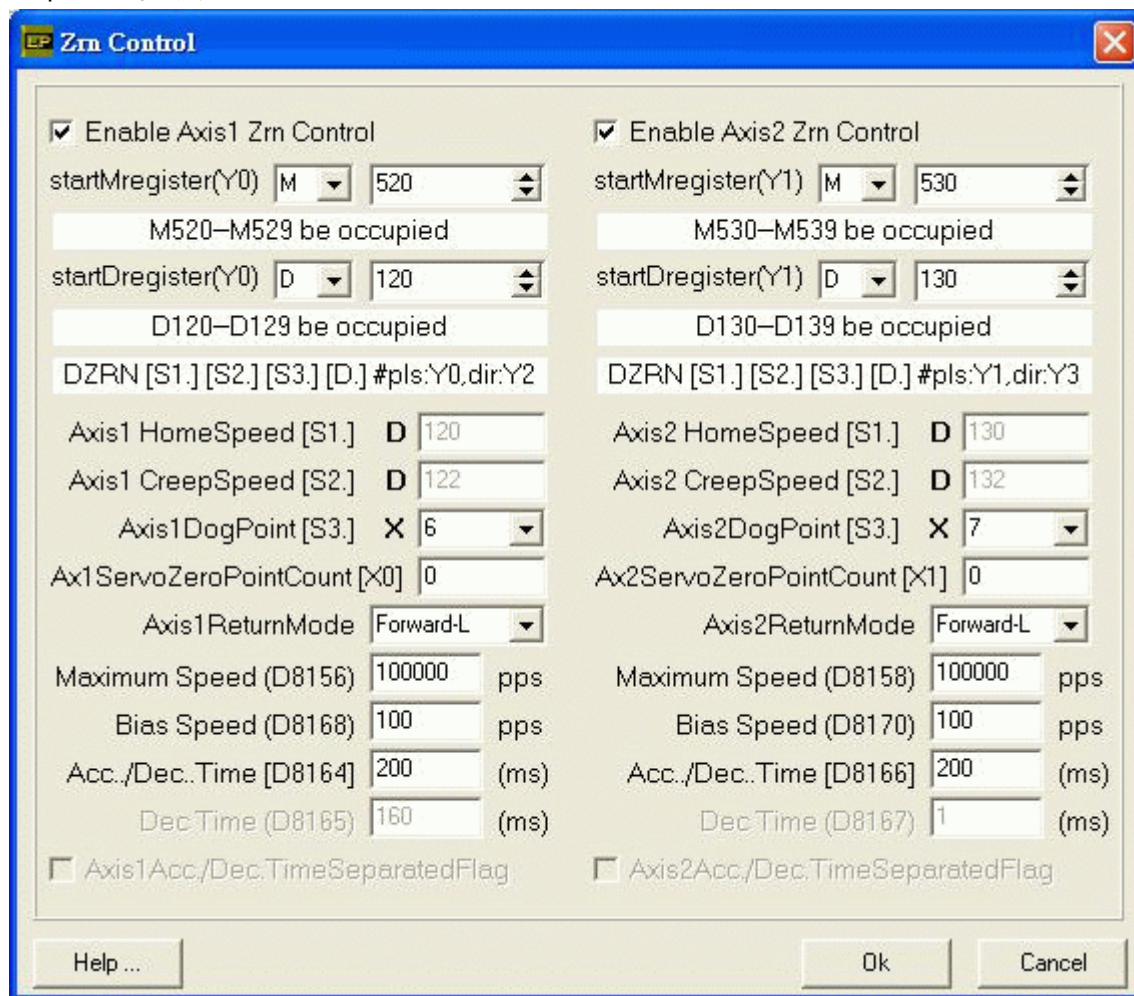 Zrn Control
Enable Axis1 Zrn Control
startMregister(Y0) M 520
M520--M529 be occupied
startDregister(Y0) D 120
D120--D129 be occupied
DZRN [S1.] [S2.] [S3.] [D.] #pls:Y0,dir:Y2
Axis1 HomeSpeed [S1.] D 120
Axis1 CreepSpeed [S2.] D 122
Axis1DogPoint [S3.] X 6
Ax1ServoZeroPointCount [X0] 0
Axis1ReturnMode Forward-L
Maximum Speed (D8156) 100000 pps
Bias Speed (D8168) 100 pps
Acc../Dec..Time [D8164] 200 (ms)
Dec Time (D8165) 160 (ms)
Axis1Acc./Dec.TimeSeparatedFlag
Enable Axis2 Zrn Control
startMregister(Y1) M 530
M530--M539 be occupied
startDregister(Y1) D 130
D130--D139 be occupied
DZRN [S1.] [S2.] [S3.] [D.] #pls:Y1,dir:Y3
Axis2 HomeSpeed [S1.] D 130
Axis2 CreepSpeed [S2.] D 132
Axis2DogPoint [S3.] X 7
Ax2ServoZeroPointCount [X1] 0
Axis2ReturnMode Forward-L
Maximum Speed (D8158) 100000 pps
Bias Speed (D8170) 100 pps
Acc../Dec..Time [D8166] 200 (ms)
Dec Time (D8167) 1 (ms)
Axis2Acc./Dec.TimeSeparatedFlag
Help ...
Ok
Cancel